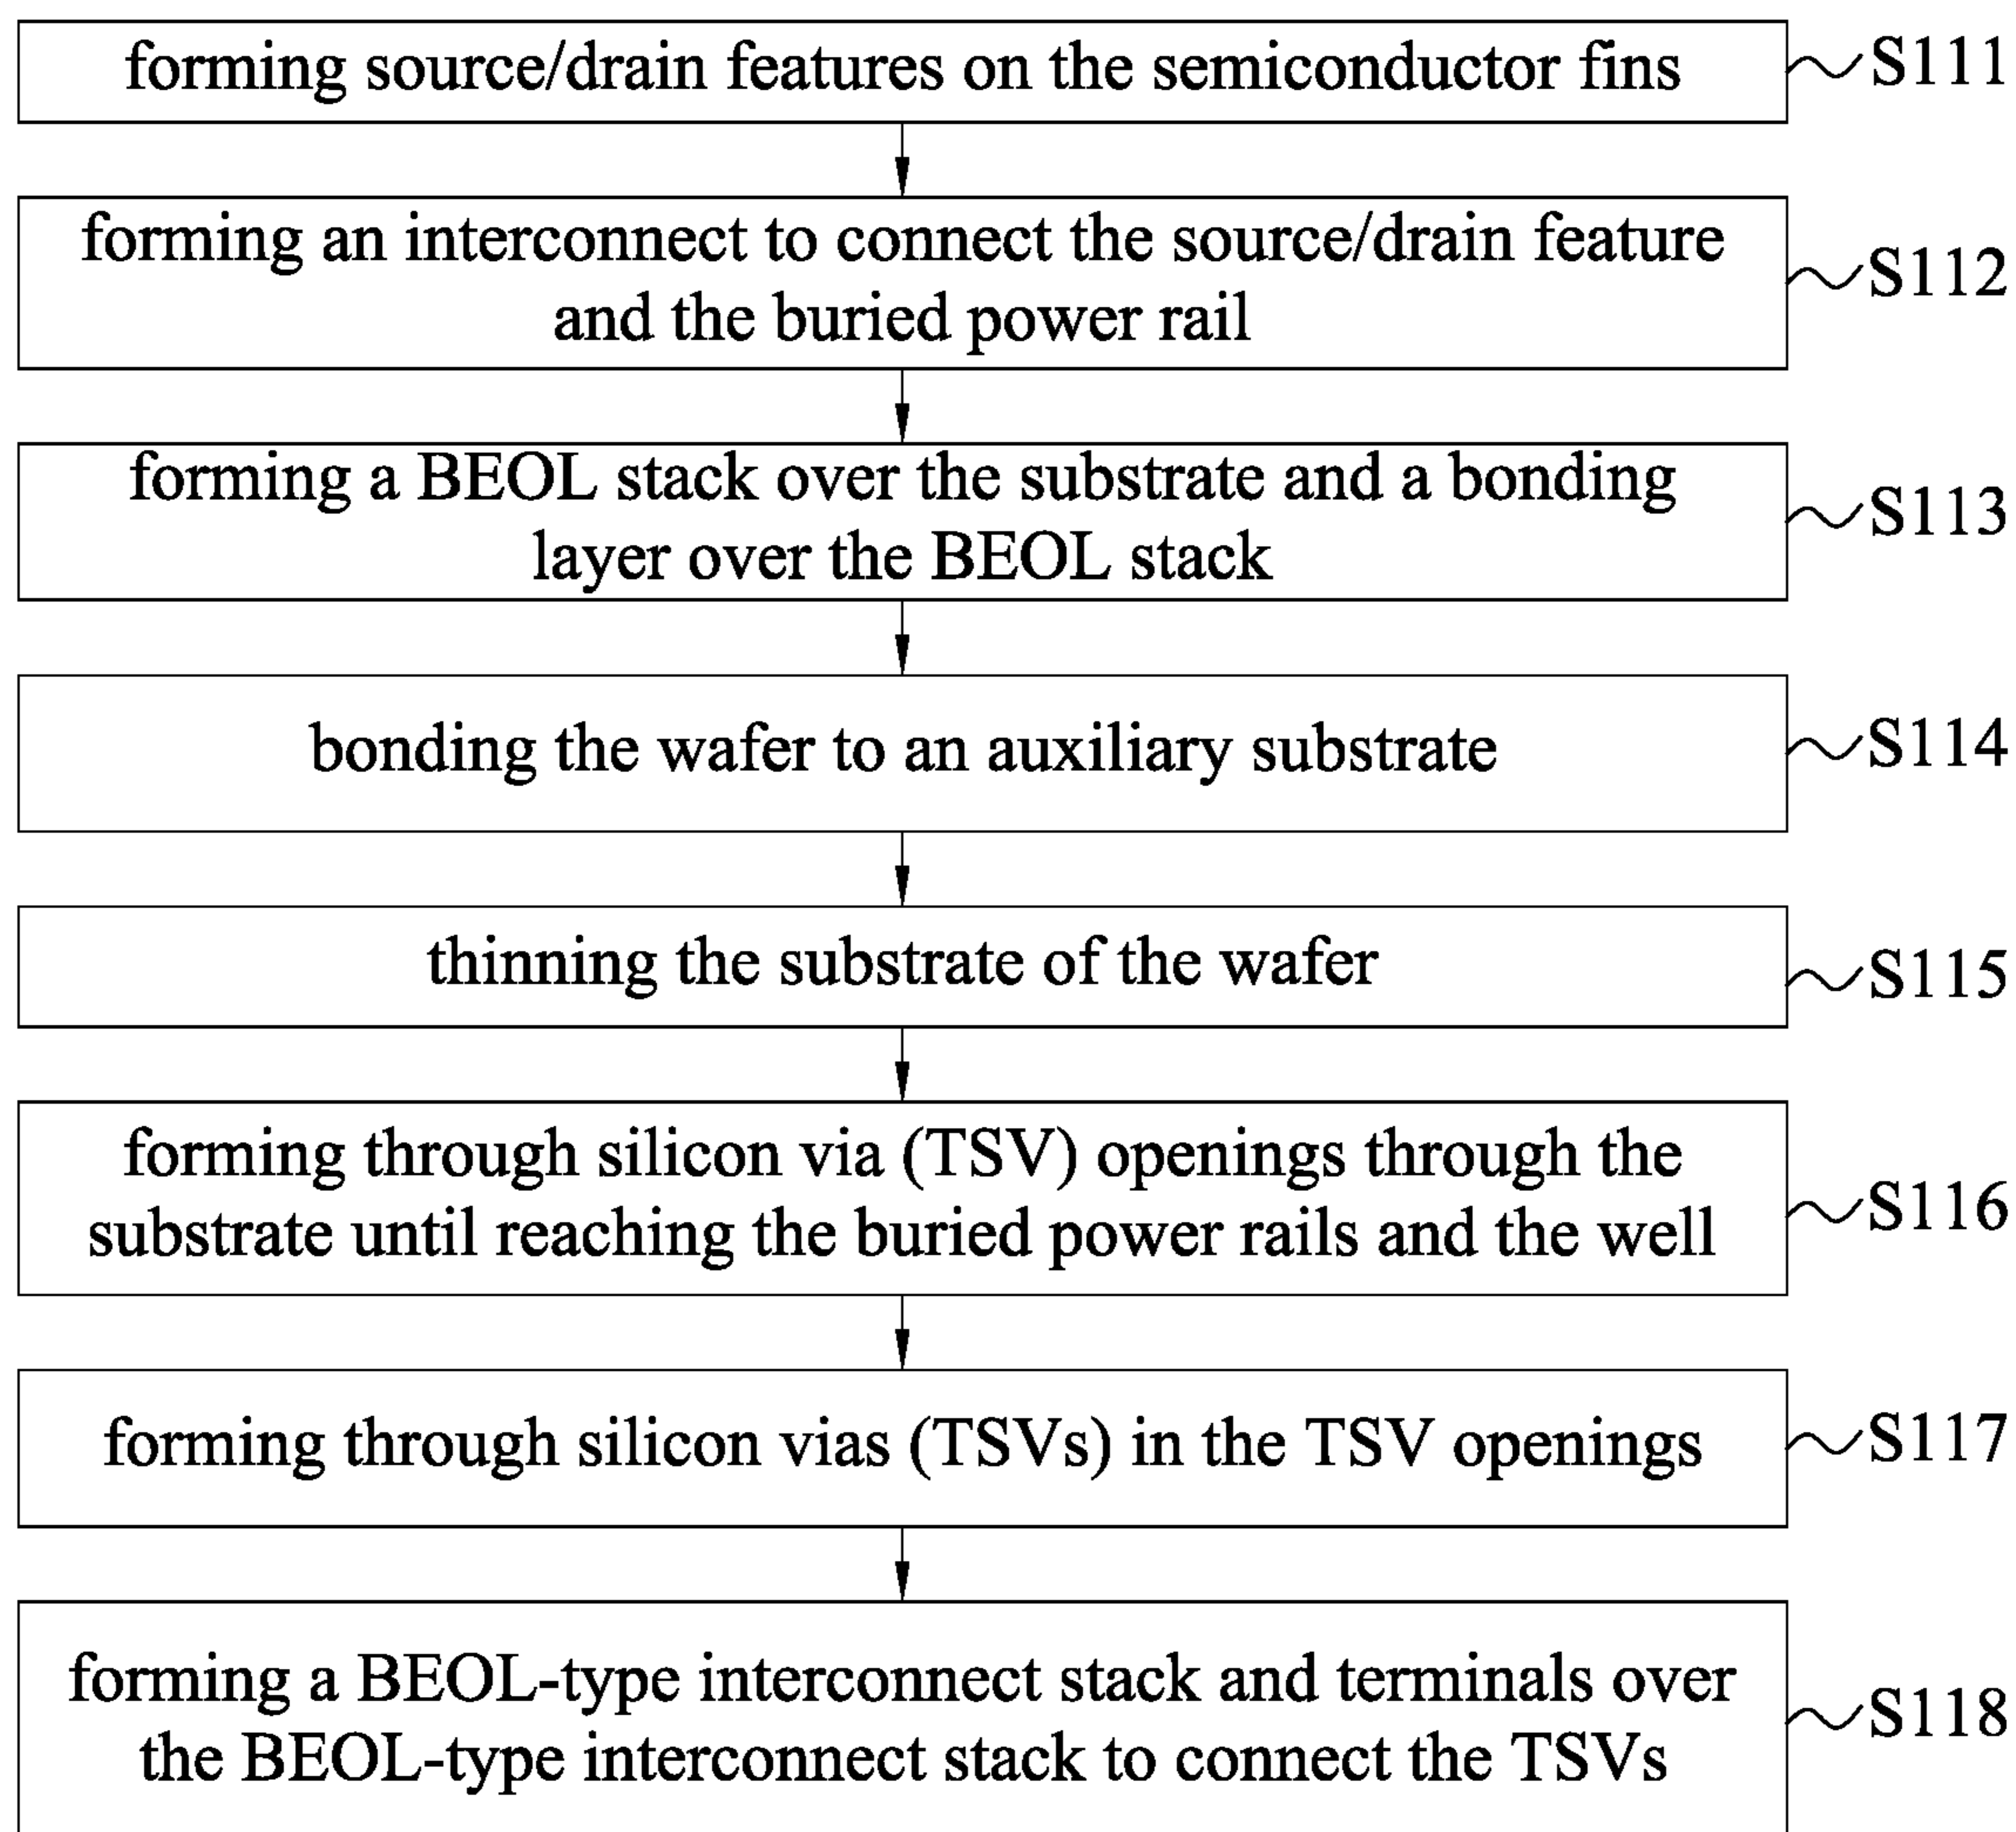 forming source/drain features on the semiconductor fins
S111
forming an interconnect to connect the source/drain feature
and the buried power rail
S112
forming a BEOL stack over the substrate and a bonding
layer over the BEOL stack
S113
bonding the wafer to an auxiliary substrate
S114
thinning the substrate of the wafer
S115
forming through silicon via (TSV) openings through the
substrate until reaching the buried power rails and the well
S116
forming through silicon vias (TSVs) in the TSV openings
S117
forming a BEOL-type interconnect stack and terminals over
the BEOL-type interconnect stack to connect the TSVs
S118